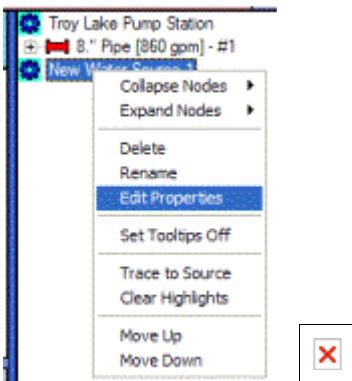 Troy Lake Pump Station
8." Pipe [860 gpm] - #1
New Water Source 1
Collapse Nodes
Expand Nodes
Delete
Rename
Edit Properties
Set Tooltips Off
Trace to Source
Clear Highlights
Move Up
Move Down